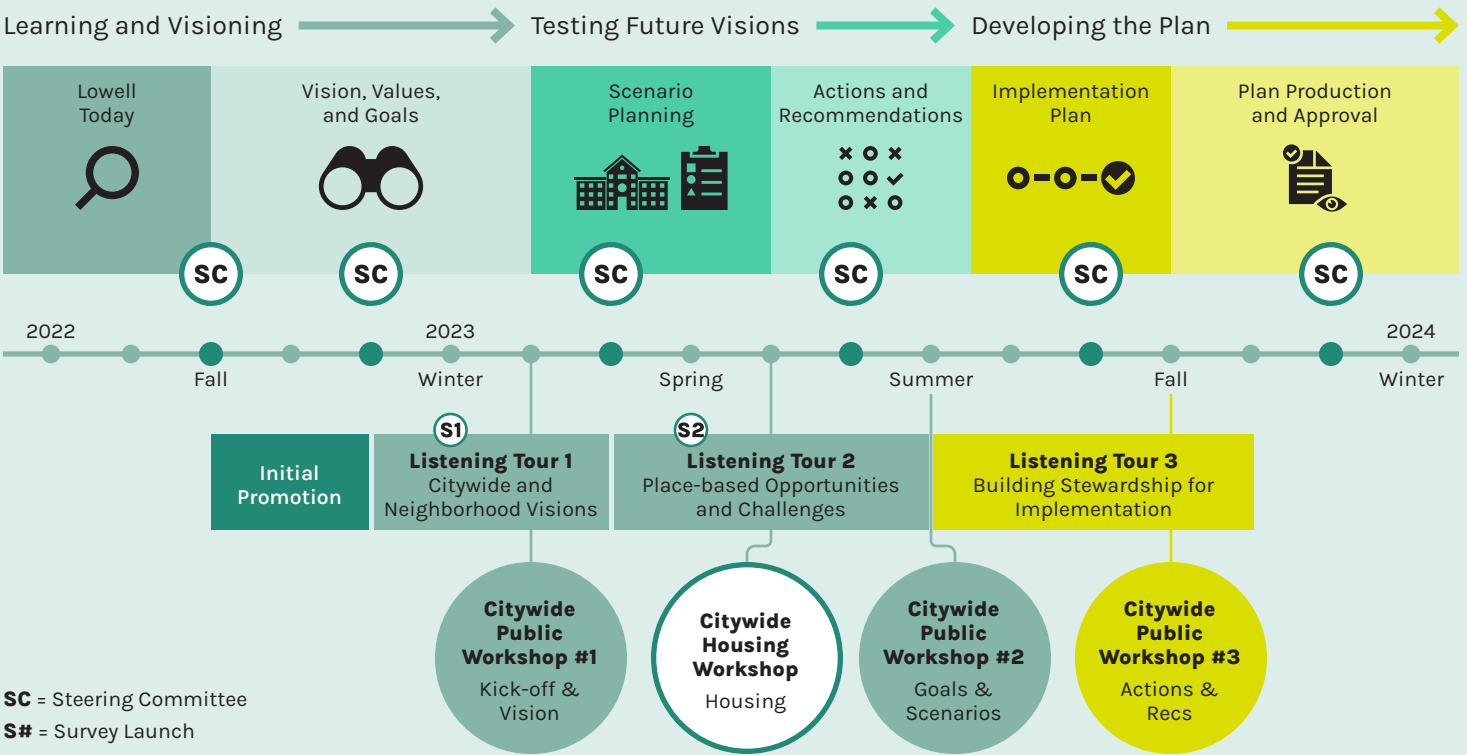 Learning and Visioning
Testing Future Visions
Developing the Plan
Lowell
Today
Vision, Values,
and Goals
Scenario
Planning
Actions and
Recommendations
Implementation
Plan
Plan Production
and Approval
SC
SC
SC
SC
SC
SC
2022
2023
2024
Fall
Winter
Spring
Summer
Fall
Winter
S1
S2
Initial
Promotion
Listening Tour 1
Citywide and
Neighborhood Visions
Listening Tour 2
Place-based Opportunities
and Challenges
Listening Tour 3
Building Stewardship for
Implementation
Citywide
Public
Workshop #1
Kick-off &
Vision
Citywide
Housing
Workshop
Housing
Citywide
Public
Workshop #2
Goals &
Scenarios
Citywide
Public
Workshop #3
Actions &
Recs
SC = Steering Committee
S# = Survey Launch